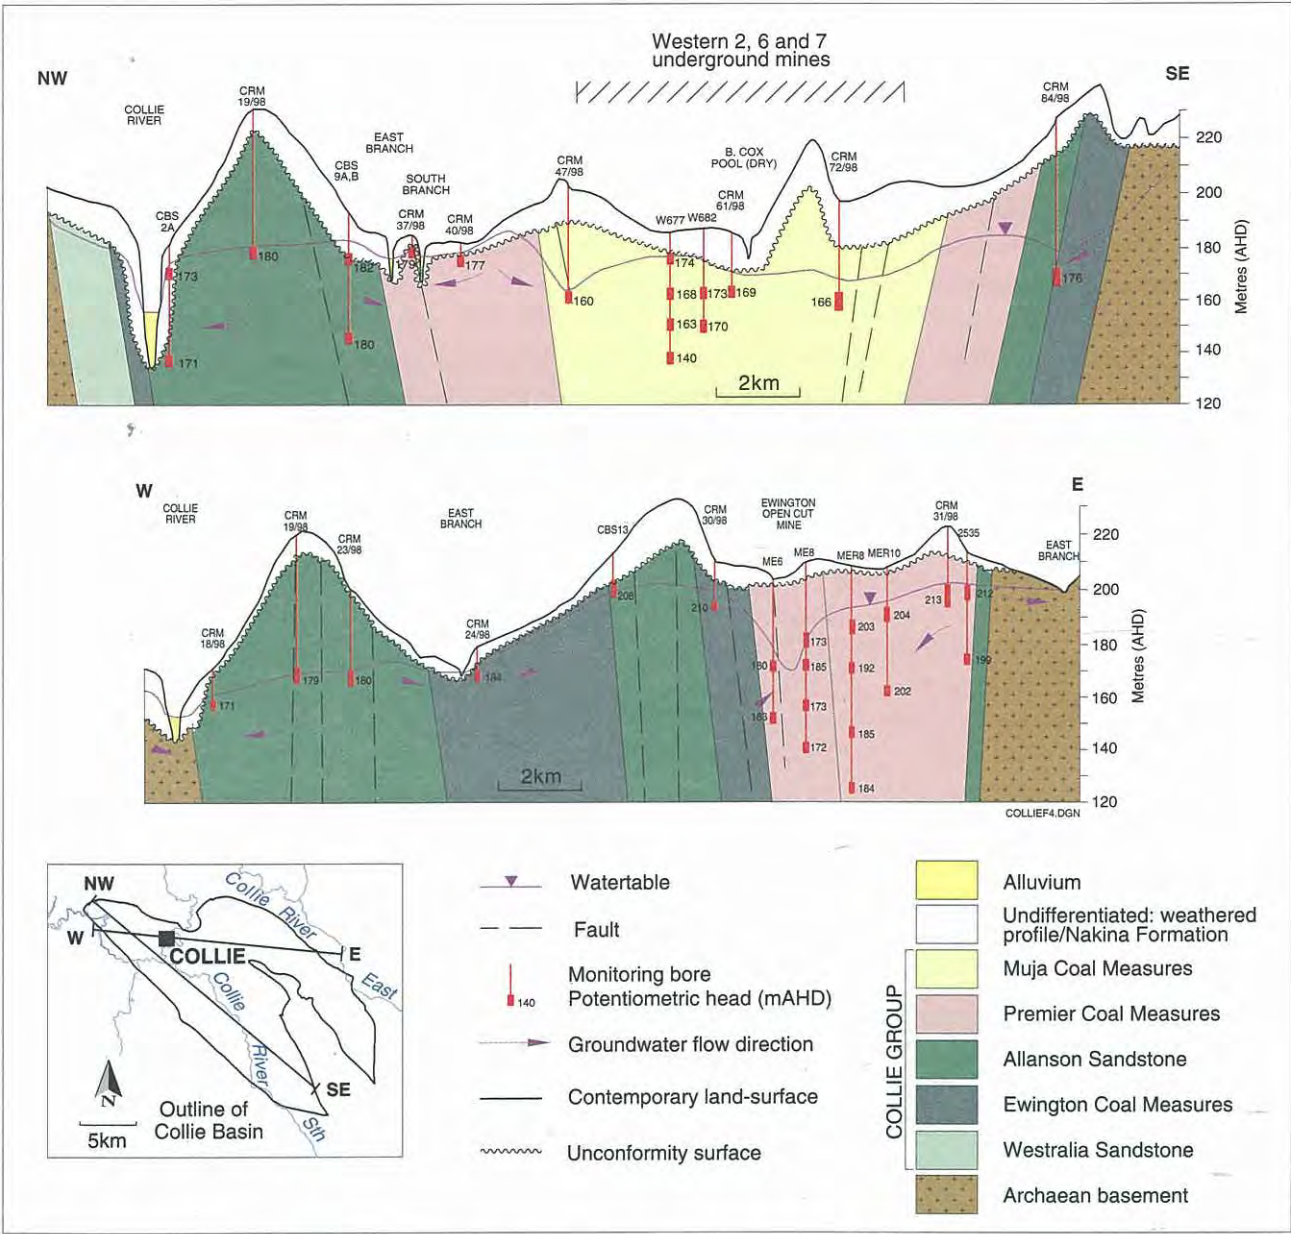 Western 2, 6 and 7
underground mines
NW
SE
COLLIE
RIVER
CRM
19/98
EAST
BRANCH
CBS
9A,B
SOUTH
BRANCH
CBS
2A
CRM
37/98
CRM
40/98
CRM
47/98
W677
W682
CRM
61/98
B. COX
POOL (DRY)
CRM
72/98
CRM
84/98
173
171
180
182
180
177
160
174
168
163
140
173
170
169
166
176
2km
220
200
180
160
140
120
Metres (AHD)
W
E
COLLIE
RIVER
CRM
18/98
CRM
19/98
CRM
23/98
EAST
BRANCH
CRM
24/98
CBS13
CRM
30/98
EWINGTON
OPEN CUT
MINE
ME6
ME8
MER8
MER10
CRM
31/98
2535
EAST
BRANCH
171
179
180
184
208
210
180
183
173
185
173
172
203
192
185
184
204
202
213
212
199
2km
220
200
180
160
140
120
Metres (AHD)
COLLIEF4.DGN
NW
W
COLLIE
E
SE
Collie River
East
Collie
River
Sth
N
5km
Outline of
Collie Basin
Watertable
Fault
Monitoring bore
140 Potentiometric head (mAHD)
Groundwater flow direction
Contemporary land-surface
Unconformity surface
COLLIE GROUP
Alluvium
Undifferentiated: weathered
profile/Nakina Formation
Muja Coal Measures
Premier Coal Measures
Allanson Sandstone
Ewington Coal Measures
Westralia Sandstone
Archaean basement